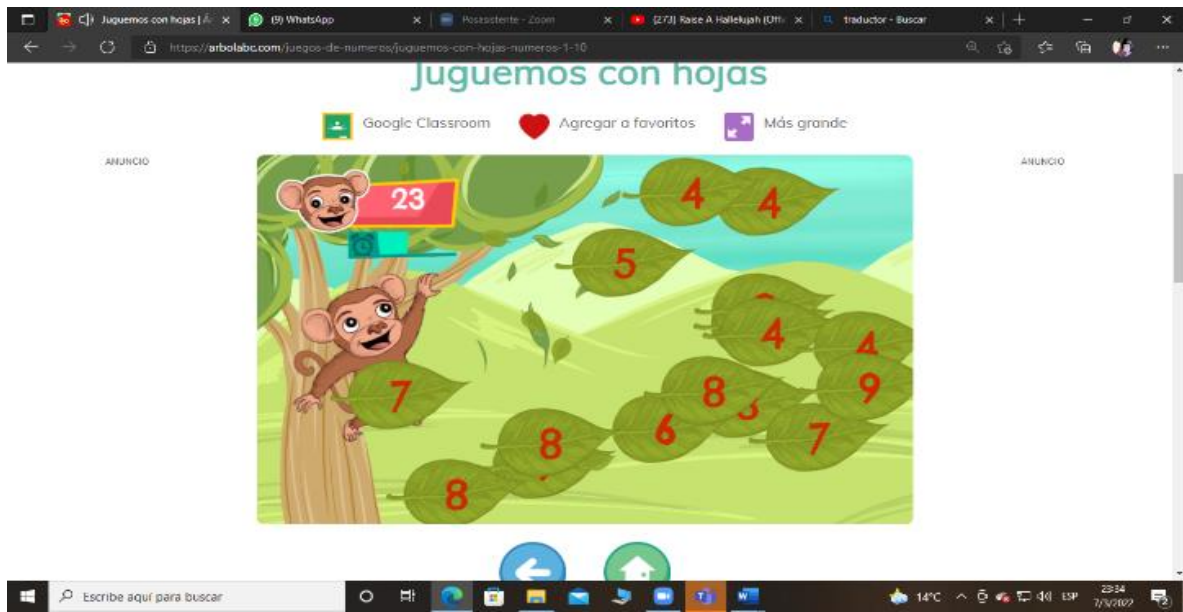 Juguemos con hojas | Á
(9) WhatsApp
Posasistente - Zoom
(273) Raise A Hallelujah (Offi
traductor - Buscar
https://arbolabc.com/juegos-de-numeros/juguemos-con-hojas-numeros-1-10
Juguemos con hojas
Google Classroom
Agregar a favoritos
Más grande
ANUNCIO
ANUNCIO
23
4 4
5
4
4
7
8
9
6
7
8
8
Escribe aquí para buscar
14°C
ESP
23:34
7/3/2022